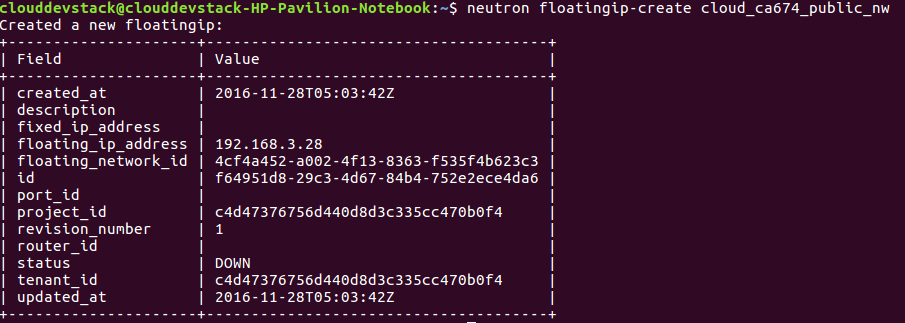 clouddevstack@clouddevstack-HP-Pavilion-Notebook:~$ neutron floatingip-create cloud_ca674_public_nw
Created a new floatingip:
+---------------------+--------------------------------------+
| Field               | Value                                |
+---------------------+--------------------------------------+
| created_at          | 2016-11-28T05:03:42Z                 |
| description         |                                      |
| fixed_ip_address    |                                      |
| floating_ip_address | 192.168.3.28                         |
| floating_network_id | 4cf4a452-a002-4f13-8363-f535f4b623c3 |
| id                  | f64951d8-29c3-4d67-84b4-752e2ece4da6 |
| port_id             |                                      |
| project_id          | c4d47376756d440d8d3c335cc470b0f4     |
| revision_number     | 1                                    |
| router_id           |                                      |
| status              | DOWN                                 |
| tenant_id           | c4d47376756d440d8d3c335cc470b0f4     |
| updated_at          | 2016-11-28T05:03:42Z                 |
+---------------------+--------------------------------------+